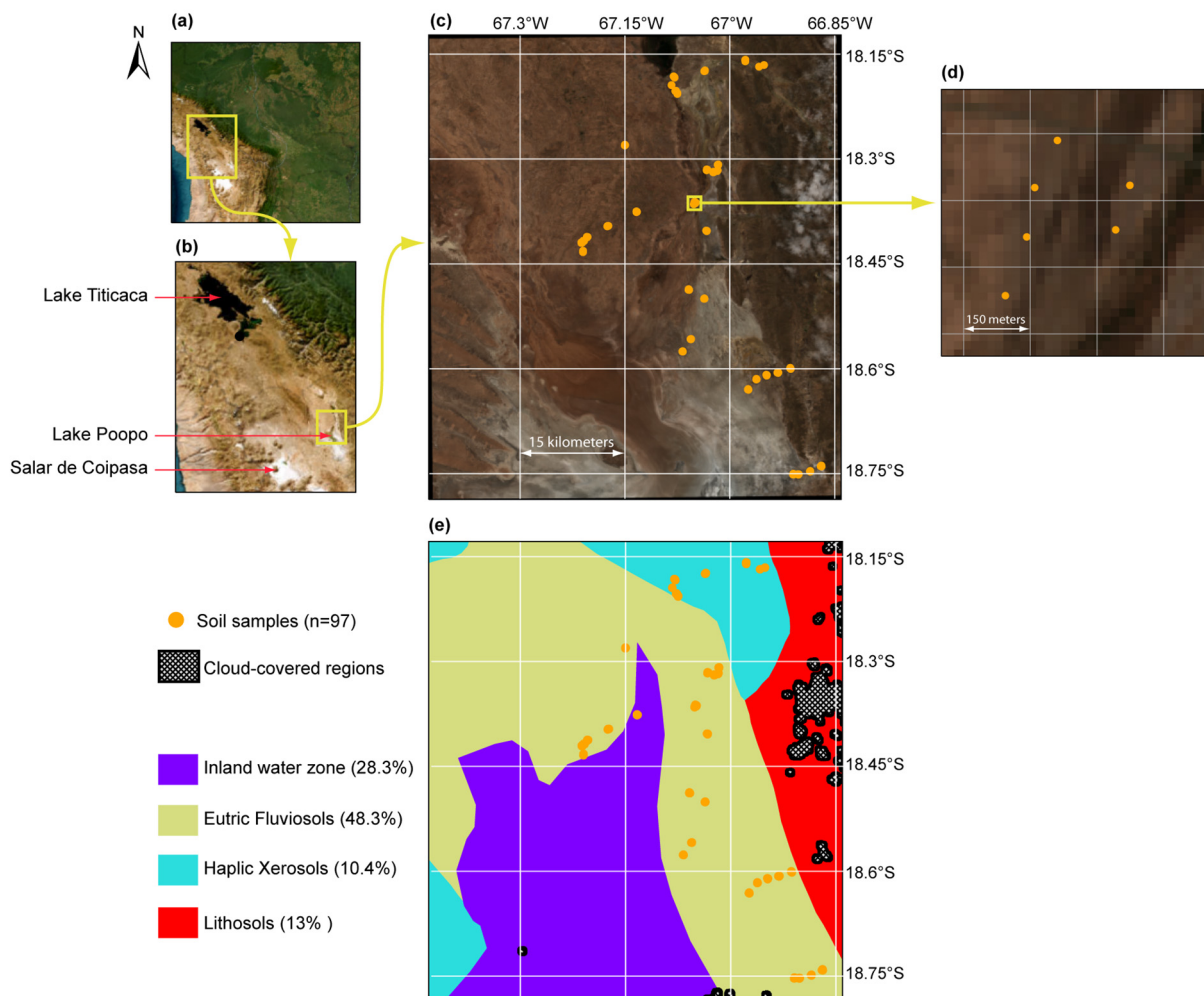 (a)
N
(b)
Lake Titicaca
Lake Poopo
Salar de Coipasa
(c)
67.3°W 67.15°W 67°W 66.85°W
18.15°S
18.3°S
18.45°S
18.6°S
18.75°S
15 kilometers
(d)
150 meters
(e)
18.15°S
18.3°S
18.45°S
18.6°S
18.75°S
Soil samples (n=97)
Cloud-covered regions
Inland water zone (28.3%)
Eutric Fluviosols (48.3%)
Haplic Xerosols (10.4%)
Lithosols (13% )